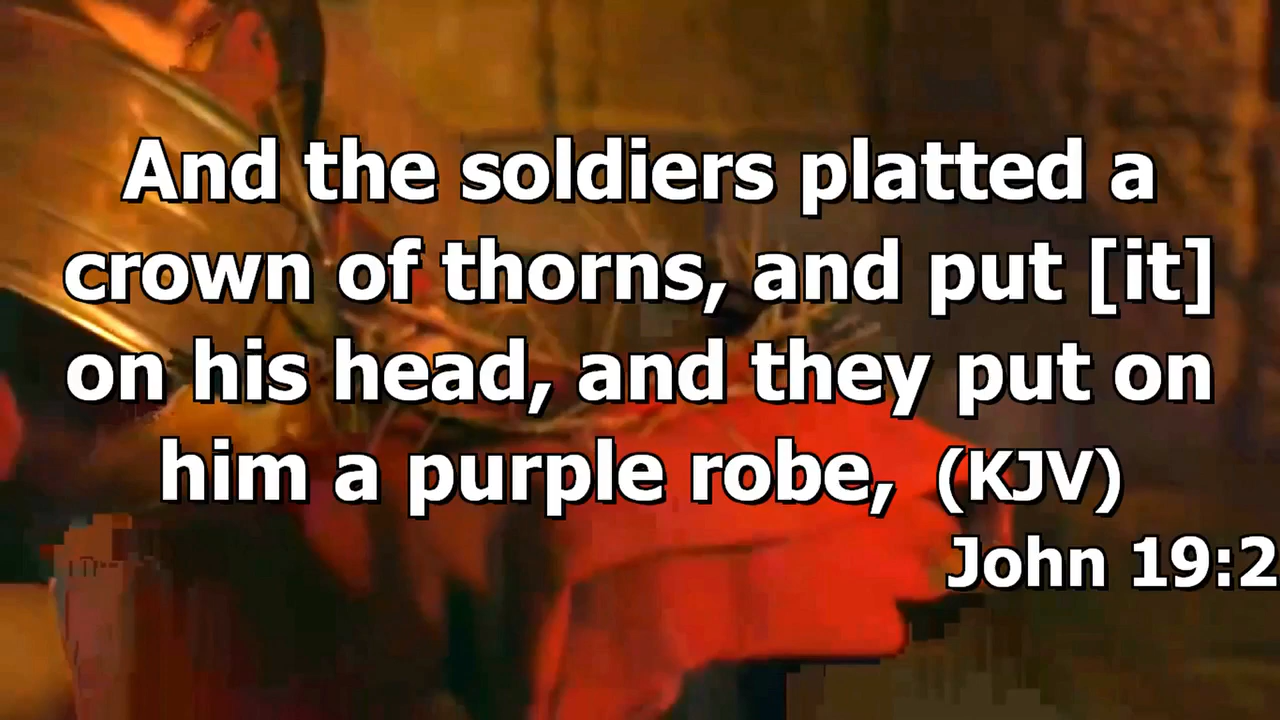 And the soldiers platted a
crown of thorns, and put [it]
on his head, and they put on
him a purple robe, (KJV)
John 19:2